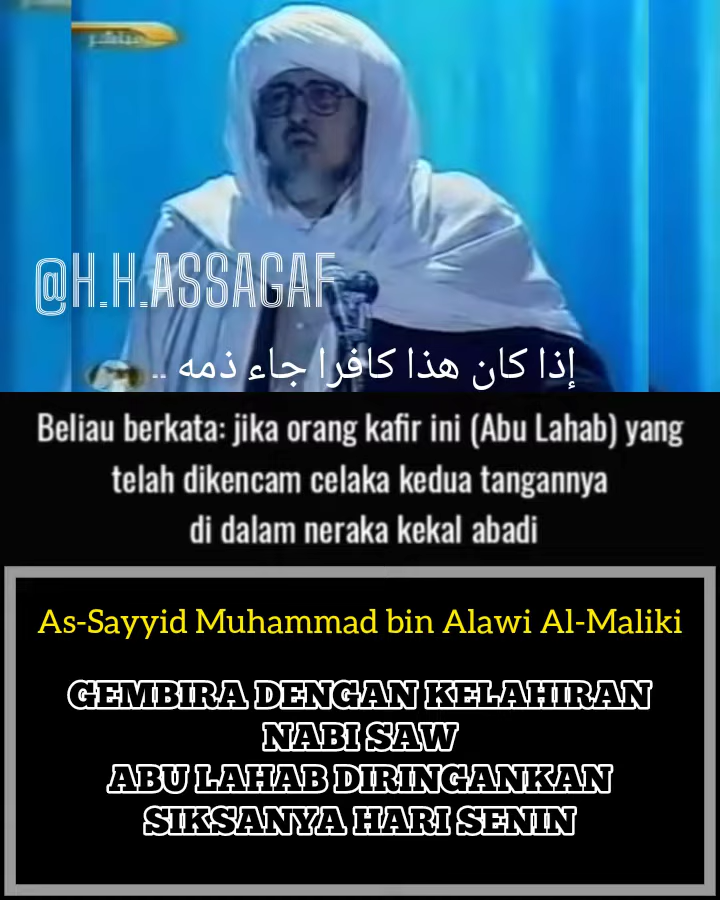 مباشر
@H.H.ASSAGAF
إذا كان هذا كافرا جاء ذمه ..
Beliau berkata: jika orang kafir ini (Abu Lahab) yang
telah dikencam celaka kedua tangannya
di dalam neraka kekal abadi
As-Sayyid Muhammad bin Alawi Al-Maliki
GEMBIRA DENGAN KELAHIRAN
NABI SAW
ABU LAHAB DIRINGANKAN
SIKSANYA HARI SENIN